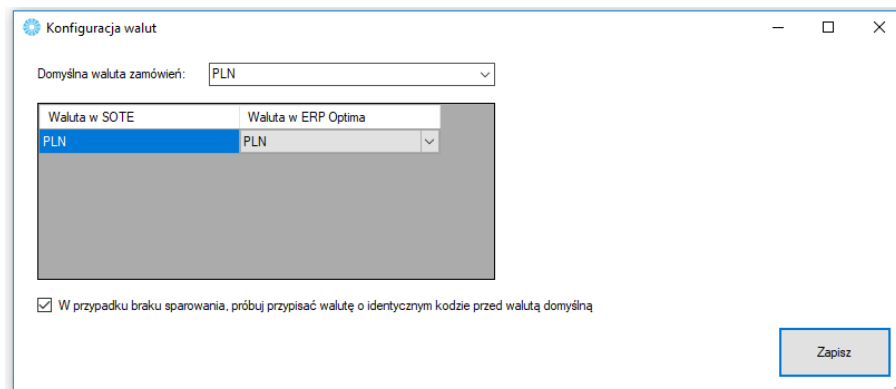 Konfiguracja walut
Domyślna waluta zamówień: PLN
Waluta w SOTE Waluta w ERP Optima
PLN PLN
W przypadku braku sparowania, próbuj przypisać walutę o identycznym kodzie przed walutą domyślną
Zapisz